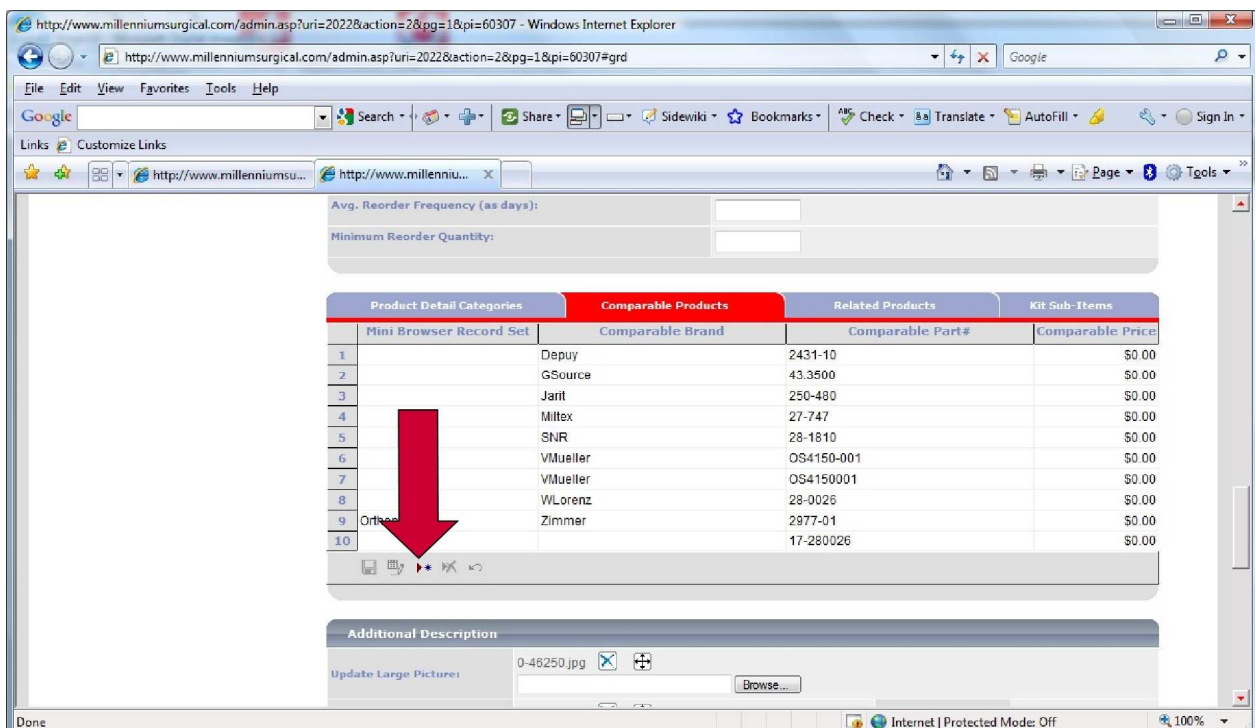 http://www.millenniumsurgical.com/admin.asp?uri=2022&action=2&pg=1&pi=60307 - Windows Internet Explorer
http://www.millenniumsurgical.com/admin.asp?uri=2022&action=2&pg=1&pi=60307#grd Google
File Edit View Favorites Tools Help
Google Search Share Sidewiki Bookmarks ABC Check Translate AutoFill Sign In
Links Customize Links
http://www.millenniumsu... http://www.millenniu... X Page Tools
Avg. Reorder Frequency (as days):
Minimum Reorder Quantity:
Product Detail Categories Comparable Products Related Products Kit Sub-Items
Mini Browser Record Set Comparable Brand Comparable Part# Comparable Price
1 Depuy 2431-10 $0.00
2 GSource 43.3500 $0.00
3 Jarit 250-480 $0.00
4 Miltex 27-747 $0.00
5 SNR 28-1810 $0.00
6 VMueller OS4150-001 $0.00
7 VMueller OS4150001 $0.00
8 WLorenz 28-0026 $0.00
9 Zimmer 2977-01 $0.00
10 17-280026 $0.00
Additional Description
0-46250.jpg
Update Large Picture: Browse...
Done Internet | Protected Mode: Off 100%